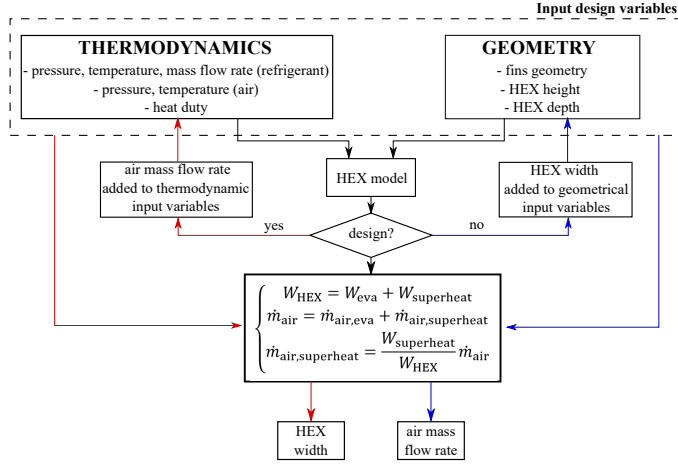 Input design variables
THERMODYNAMICS
- pressure, temperature, mass flow rate (refrigerant)
- pressure, temperature (air)
- heat duty
GEOMETRY
- fins geometry
- HEX height
- HEX depth
air mass flow rate
added to thermodynamic
input variables
HEX model
HEX width
added to geometrical
input variables
yes
design?
no
W_HEX = W_eva + W_superheat
ṁ_air = ṁ_air,eva + ṁ_air,superheat
ṁ_air,superheat = W_superheat / W_HEX ṁ_air
HEX
width
air mass
flow rate